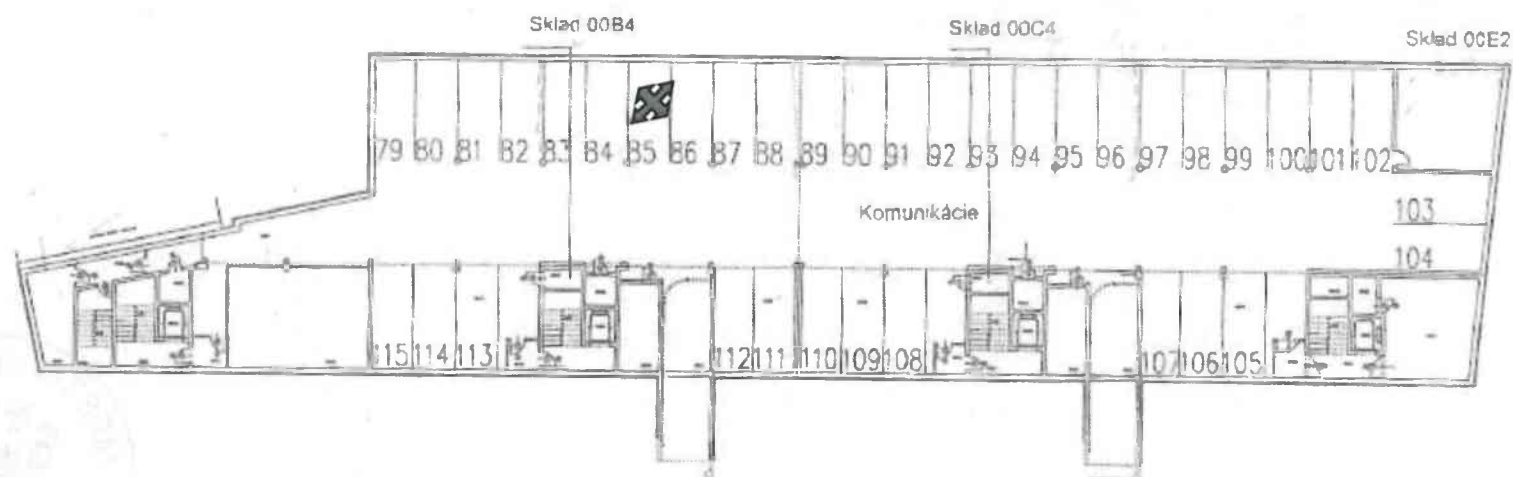 Sklad 00B4
Sklad 00C4
Sklad 00E2
79 80 81 82 83 84 85 86 87 88 89 90 91 92 93 94 95 96 97 98 99 100 101 102
Komunikácie
103
104
115 114 113 112 111 110 109 108 107 106 105